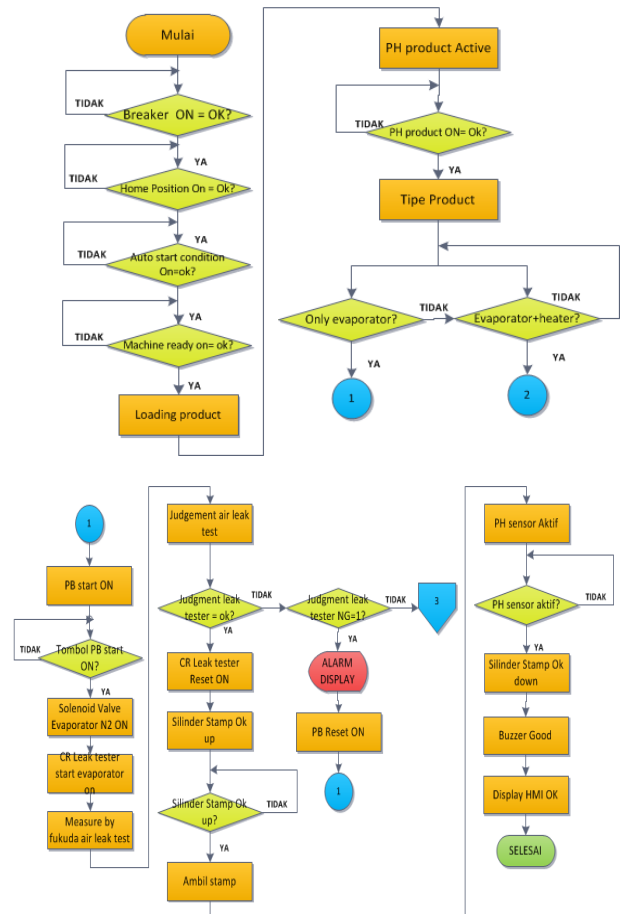 Mulai
TIDAK
Breaker ON = OK?
YA
TIDAK
Home Position On = Ok?
YA
TIDAK
Auto start condition
On=ok?
YA
TIDAK
Machine ready on= ok?
YA
Loading product
PH product Active
TIDAK
PH product ON= Ok?
YA
Tipe Product
Only evaporator?
TIDAK
TIDAK
Evaporator+heater?
YA
YA
1
2
1
PB start ON
TIDAK
Tombol PB start
ON?
YA
Solenoid Valve
Evaporator N2 ON
CR Leak tester
start evaporator
on
Measure by
fukuda air leak test
Judgement air leak
test
Judgment leak
tester = ok?
TIDAK
YA
CR Leak tester
Reset ON
Silinder Stamp Ok
up
Silinder Stamp Ok
up?
TIDAK
YA
Ambil stamp
Judgment leak
tester NG=1?
TIDAK
3
YA
ALARM
DISPLAY
PB Reset ON
1
PH sensor Aktif
PH sensor aktif?
TIDAK
YA
Silinder Stamp Ok
down
Buzzer Good
Display HMI OK
SELESAI